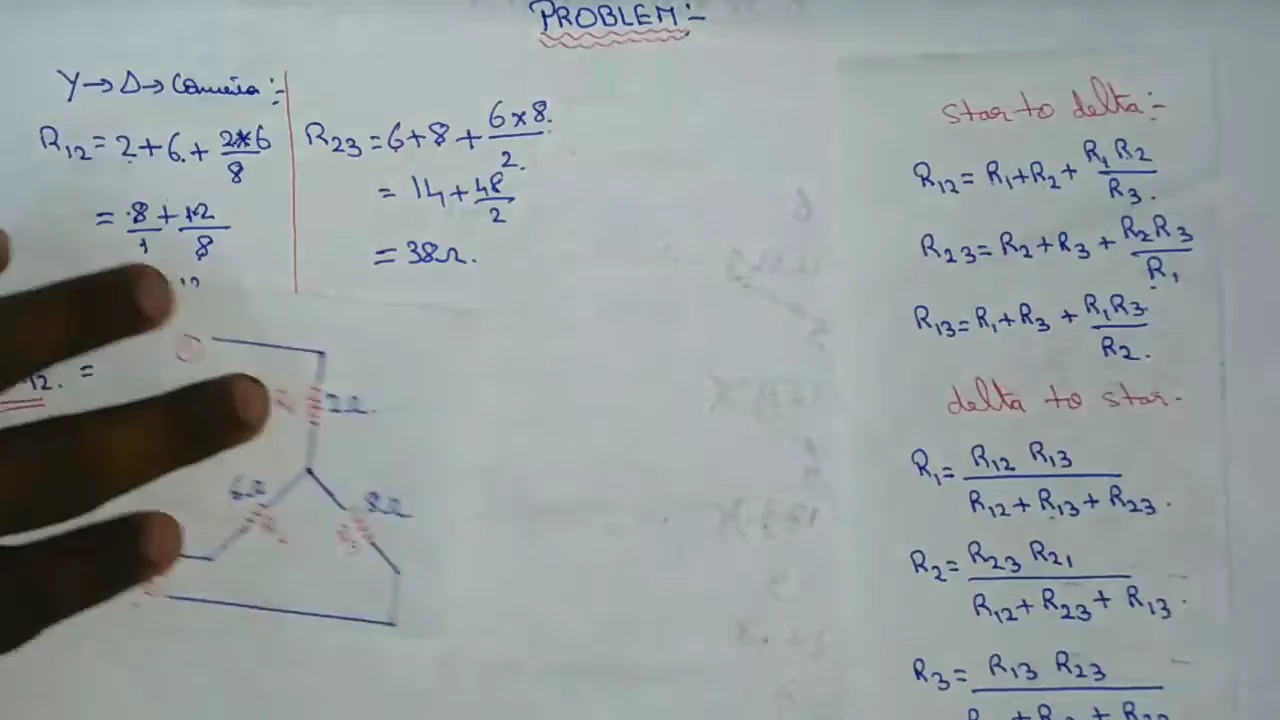 PROBLEM:-
Y→Δ→
R12 = 2+6+ 2*6/8
= 8/1 + 12/8
R23 = 6+8+ 6×8/2.
= 14+ 48/2
= 38Ω.
12. =
2Ω.
6Ω
8Ω
star to delta:-
R12 = R1+R2+ R1 R2/R3.
R23 = R2+R3+ R2R3/R1
R13 = R1+R3 + R1R3/R2.
delta to star-
R1 = R12 R13/R12+R13+R23.
R2 = R23 R21/R12+R23+R13.
R3 = R13 R23